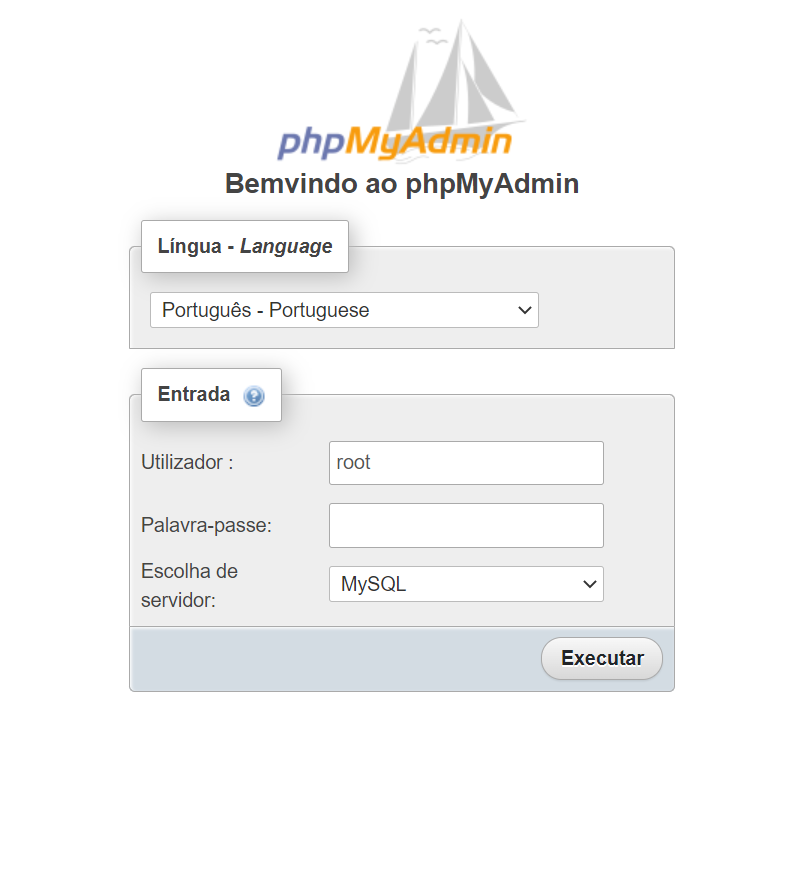 phpMyAdmin
Bemvindo ao phpMyAdmin
Língua - Language
Português - Portuguese
Entrada
Utilizador :
root
Palavra-passe:
Escolha de
servidor:
MySQL
Executar